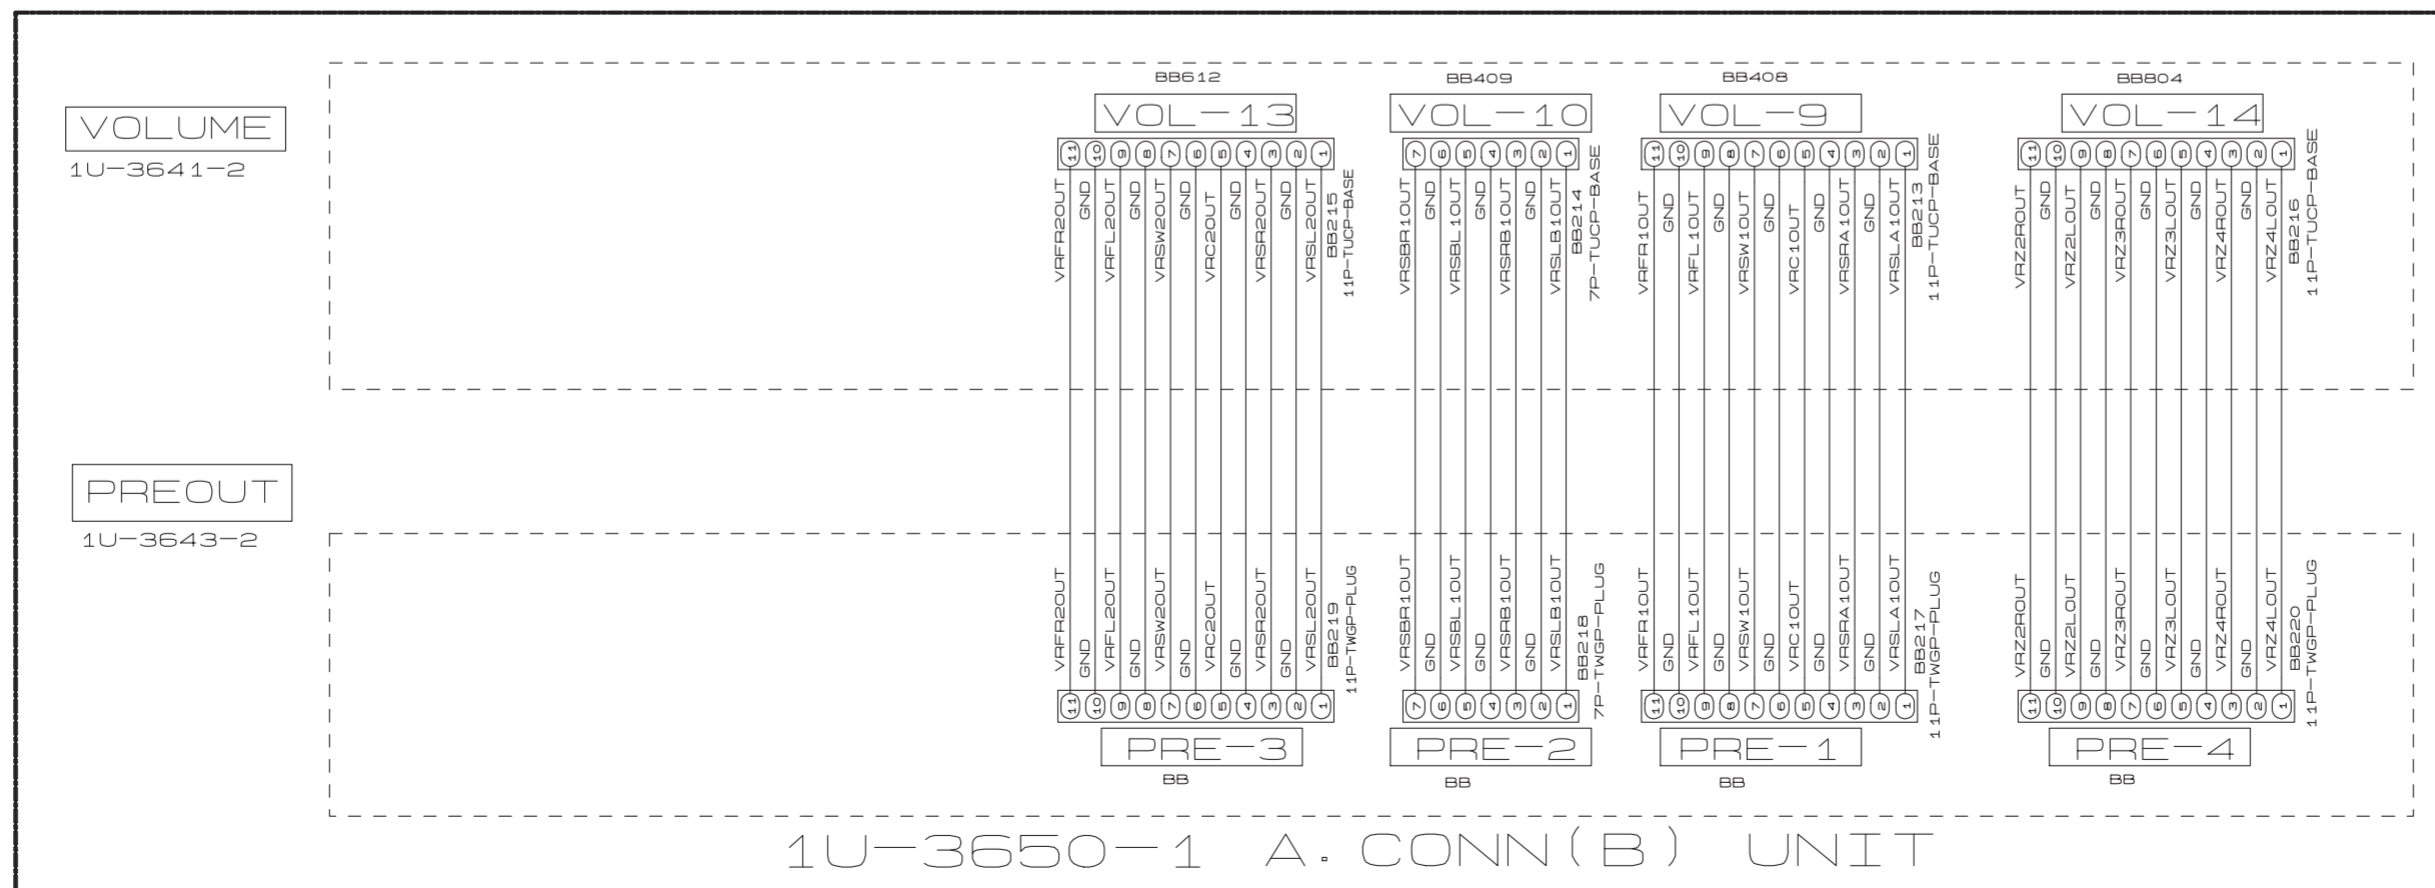 BB612 BB409 BB408 BB804
VOLUME
1U-3641-2
VOL-13 VOL-10 VOL-9 VOL-14
11 10 9 8 7 6 5 4 3 2 1
7 6 5 4 3 2 1
11 10 9 8 7 6 5 4 3 2 1
11 10 9 8 7 6 5 4 3 2 1
VRFR2OUT
GND
VRFL2OUT
GND
VRSW2OUT
GND
VRC2OUT
GND
VRSR2OUT
GND
VRSL2OUT
BB215
11P-TUCP-BASE
VRSBR1OUT
GND
VRSBL1OUT
GND
VRSRB1OUT
GND
VRSLB1OUT
BB214
7P-TUCP-BASE
VRFR1OUT
GND
VRFL1OUT
GND
VRSW1OUT
GND
VRC1OUT
GND
VRSRA1OUT
GND
VRSLA1OUT
BB213
11P-TUCP-BASE
VRZ2ROUT
GND
VRZ2LOUT
GND
VRZ3ROUT
GND
VRZ3LOUT
GND
VRZ4ROUT
GND
VRZ4LOUT
BB216
11P-TUCP-BASE
PREOUT
1U-3643-2
VRFR2OUT
GND
VRFL2OUT
GND
VRSW2OUT
GND
VRC2OUT
GND
VRSR2OUT
GND
VRSL2OUT
BB219
11P-TWGP-PLUG
VRSBR1OUT
GND
VRSBL1OUT
GND
VRSRB1OUT
GND
VRSLB1OUT
BB218
7P-TWGP-PLUG
VRFR1OUT
GND
VRFL1OUT
GND
VRSW1OUT
GND
VRC1OUT
GND
VRSRA1OUT
GND
VRSLA1OUT
BB217
11P-TWGP-PLUG
VRZ2ROUT
GND
VRZ2LOUT
GND
VRZ3ROUT
GND
VRZ3LOUT
GND
VRZ4ROUT
GND
VRZ4LOUT
BB220
11P-TWGP-PLUG
11 10 9 8 7 6 5 4 3 2 1
7 6 5 4 3 2 1
11 10 9 8 7 6 5 4 3 2 1
11 10 9 8 7 6 5 4 3 2 1
PRE-3 PRE-2 PRE-1 PRE-4
BB BB BB BB
1U-3650-1 A.CONN(B) UNIT